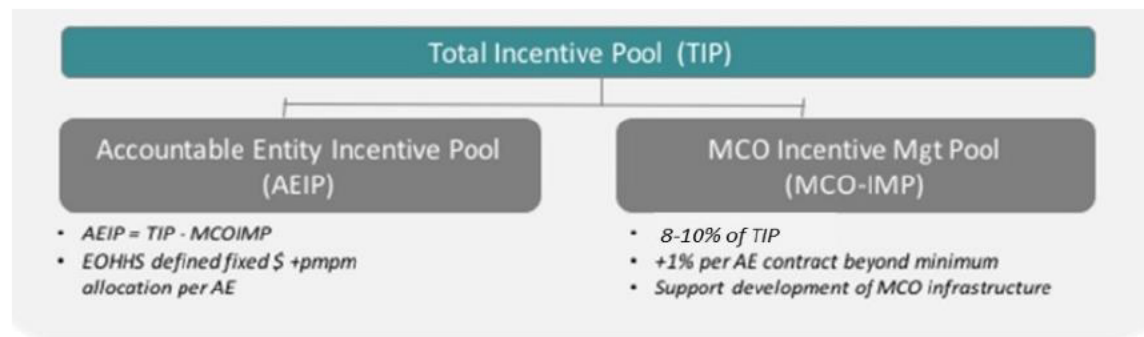 Total Incentive Pool (TIP)
Accountable Entity Incentive Pool
(AEIP)
• AEIP = TIP - MCOIMP
• EOHHS defined fixed $ +pmpm
allocation per AE
MCO Incentive Mgt Pool
(MCO-IMP)
• 8-10% of TIP
• +1% per AE contract beyond minimum
• Support development of MCO infrastructure